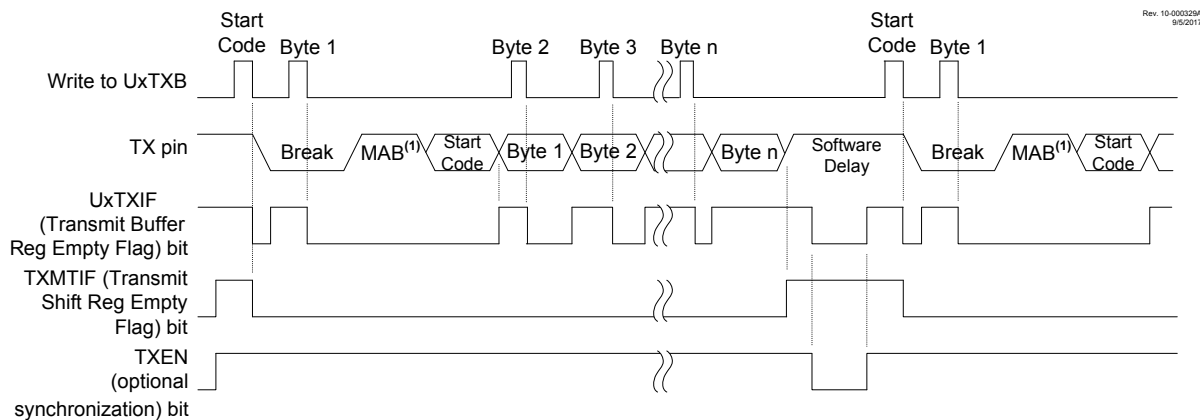 Rev. 10-000329A
9/5/2017
Start
Code
Byte 1
Byte 2
Byte 3
Byte n
Start
Code
Byte 1
Write to UxTXB
TX pin
Break
MAB(1)
Start
Code
Byte 1
Byte 2
Byte n
Software
Delay
Break
MAB(1)
Start
Code
UxTXIF
(Transmit Buffer
Reg Empty Flag) bit
TXMTIF (Transmit
Shift Reg Empty
Flag) bit
TXEN
(optional
synchronization) bit